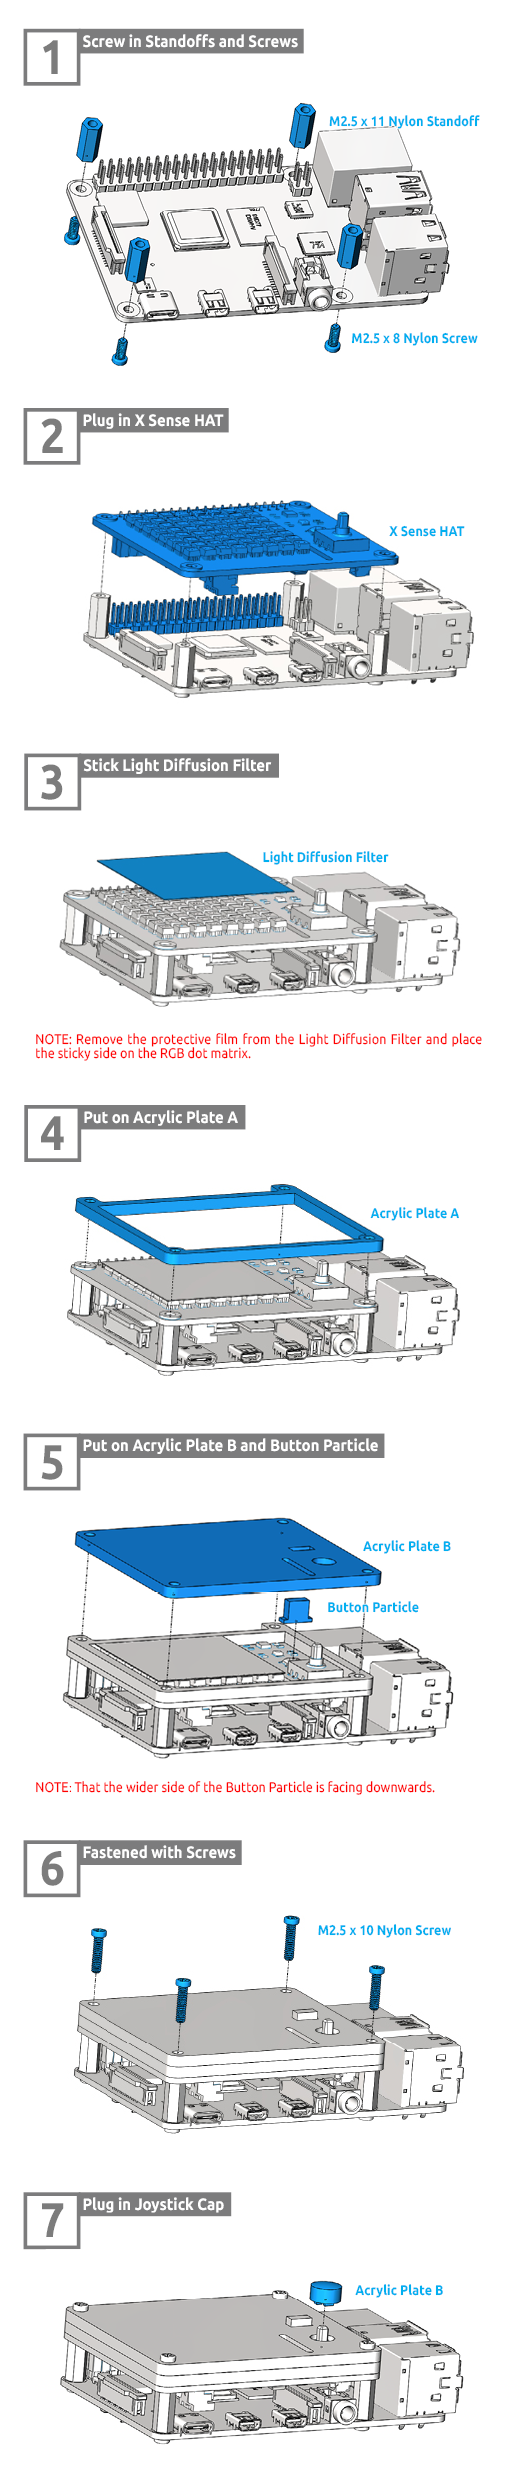 1
Screw in Standoffs and Screws
M2.5 x 11 Nylon Standoff
M2.5 x 8 Nylon Screw
2
Plug in X Sense HAT
X Sense HAT
3
Stick Light Diffusion Filter
Light Diffusion Filter
NOTE: Remove the protective film from the Light Diffusion Filter and place
the sticky side on the RGB dot matrix.
4
Put on Acrylic Plate A
Acrylic Plate A
5
Put on Acrylic Plate B and Button Particle
Acrylic Plate B
Button Particle
NOTE: That the wider side of the Button Particle is facing downwards.
6
Fastened with Screws
M2.5 x 10 Nylon Screw
7
Plug in Joystick Cap
Acrylic Plate B